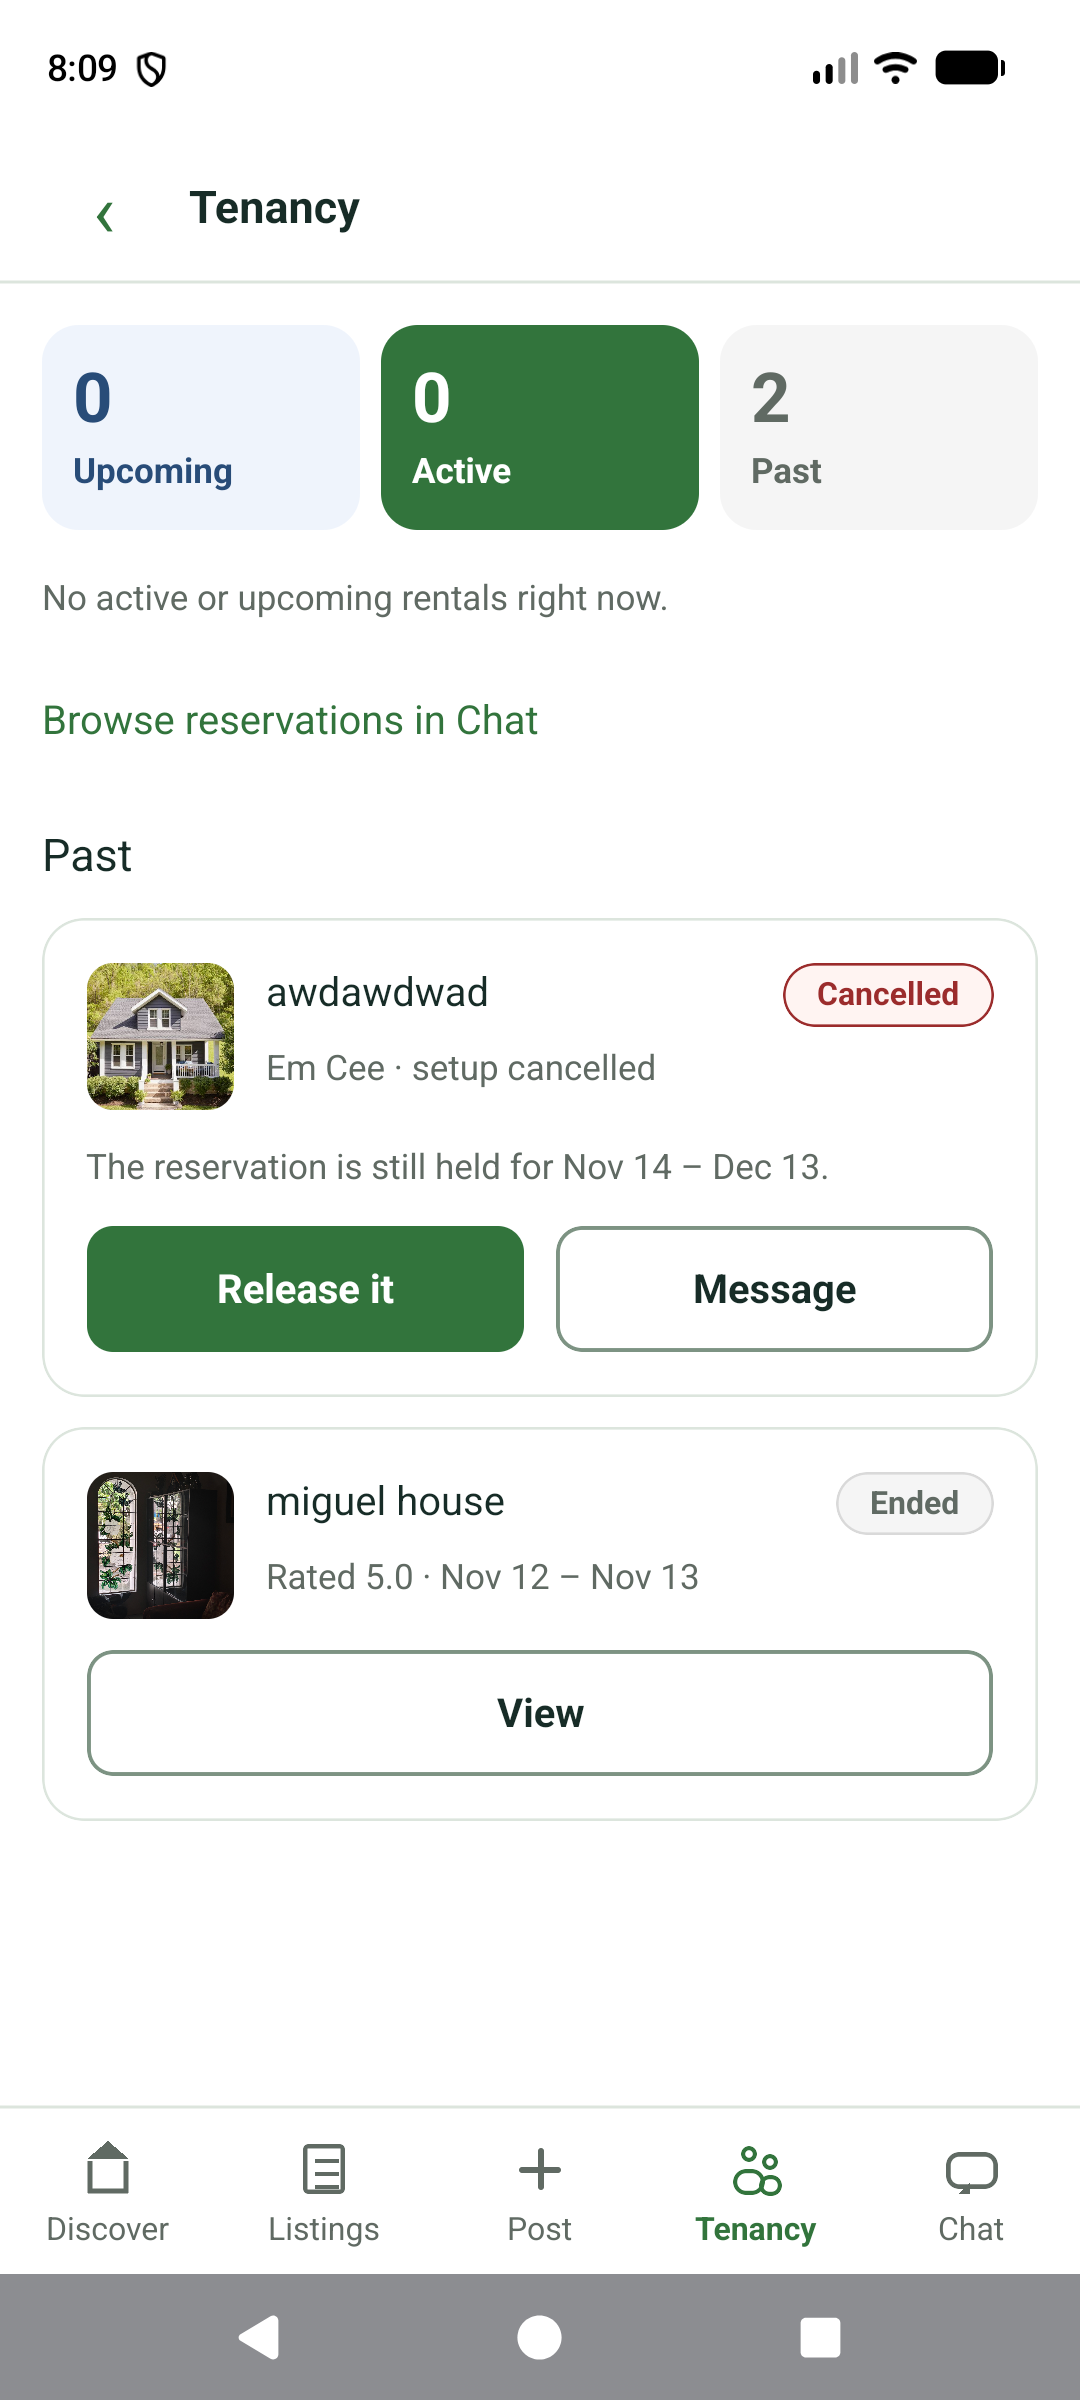 8:09
‹ Tenancy
0
Upcoming
0
Active
2
Past
No active or upcoming rentals right now.
Browse reservations in Chat
Past
awdawdwad
Cancelled
Em Cee · setup cancelled
The reservation is still held for Nov 14 – Dec 13.
Release it
Message
miguel house
Ended
Rated 5.0 · Nov 12 – Nov 13
View
Discover
Listings
Post
Tenancy
Chat